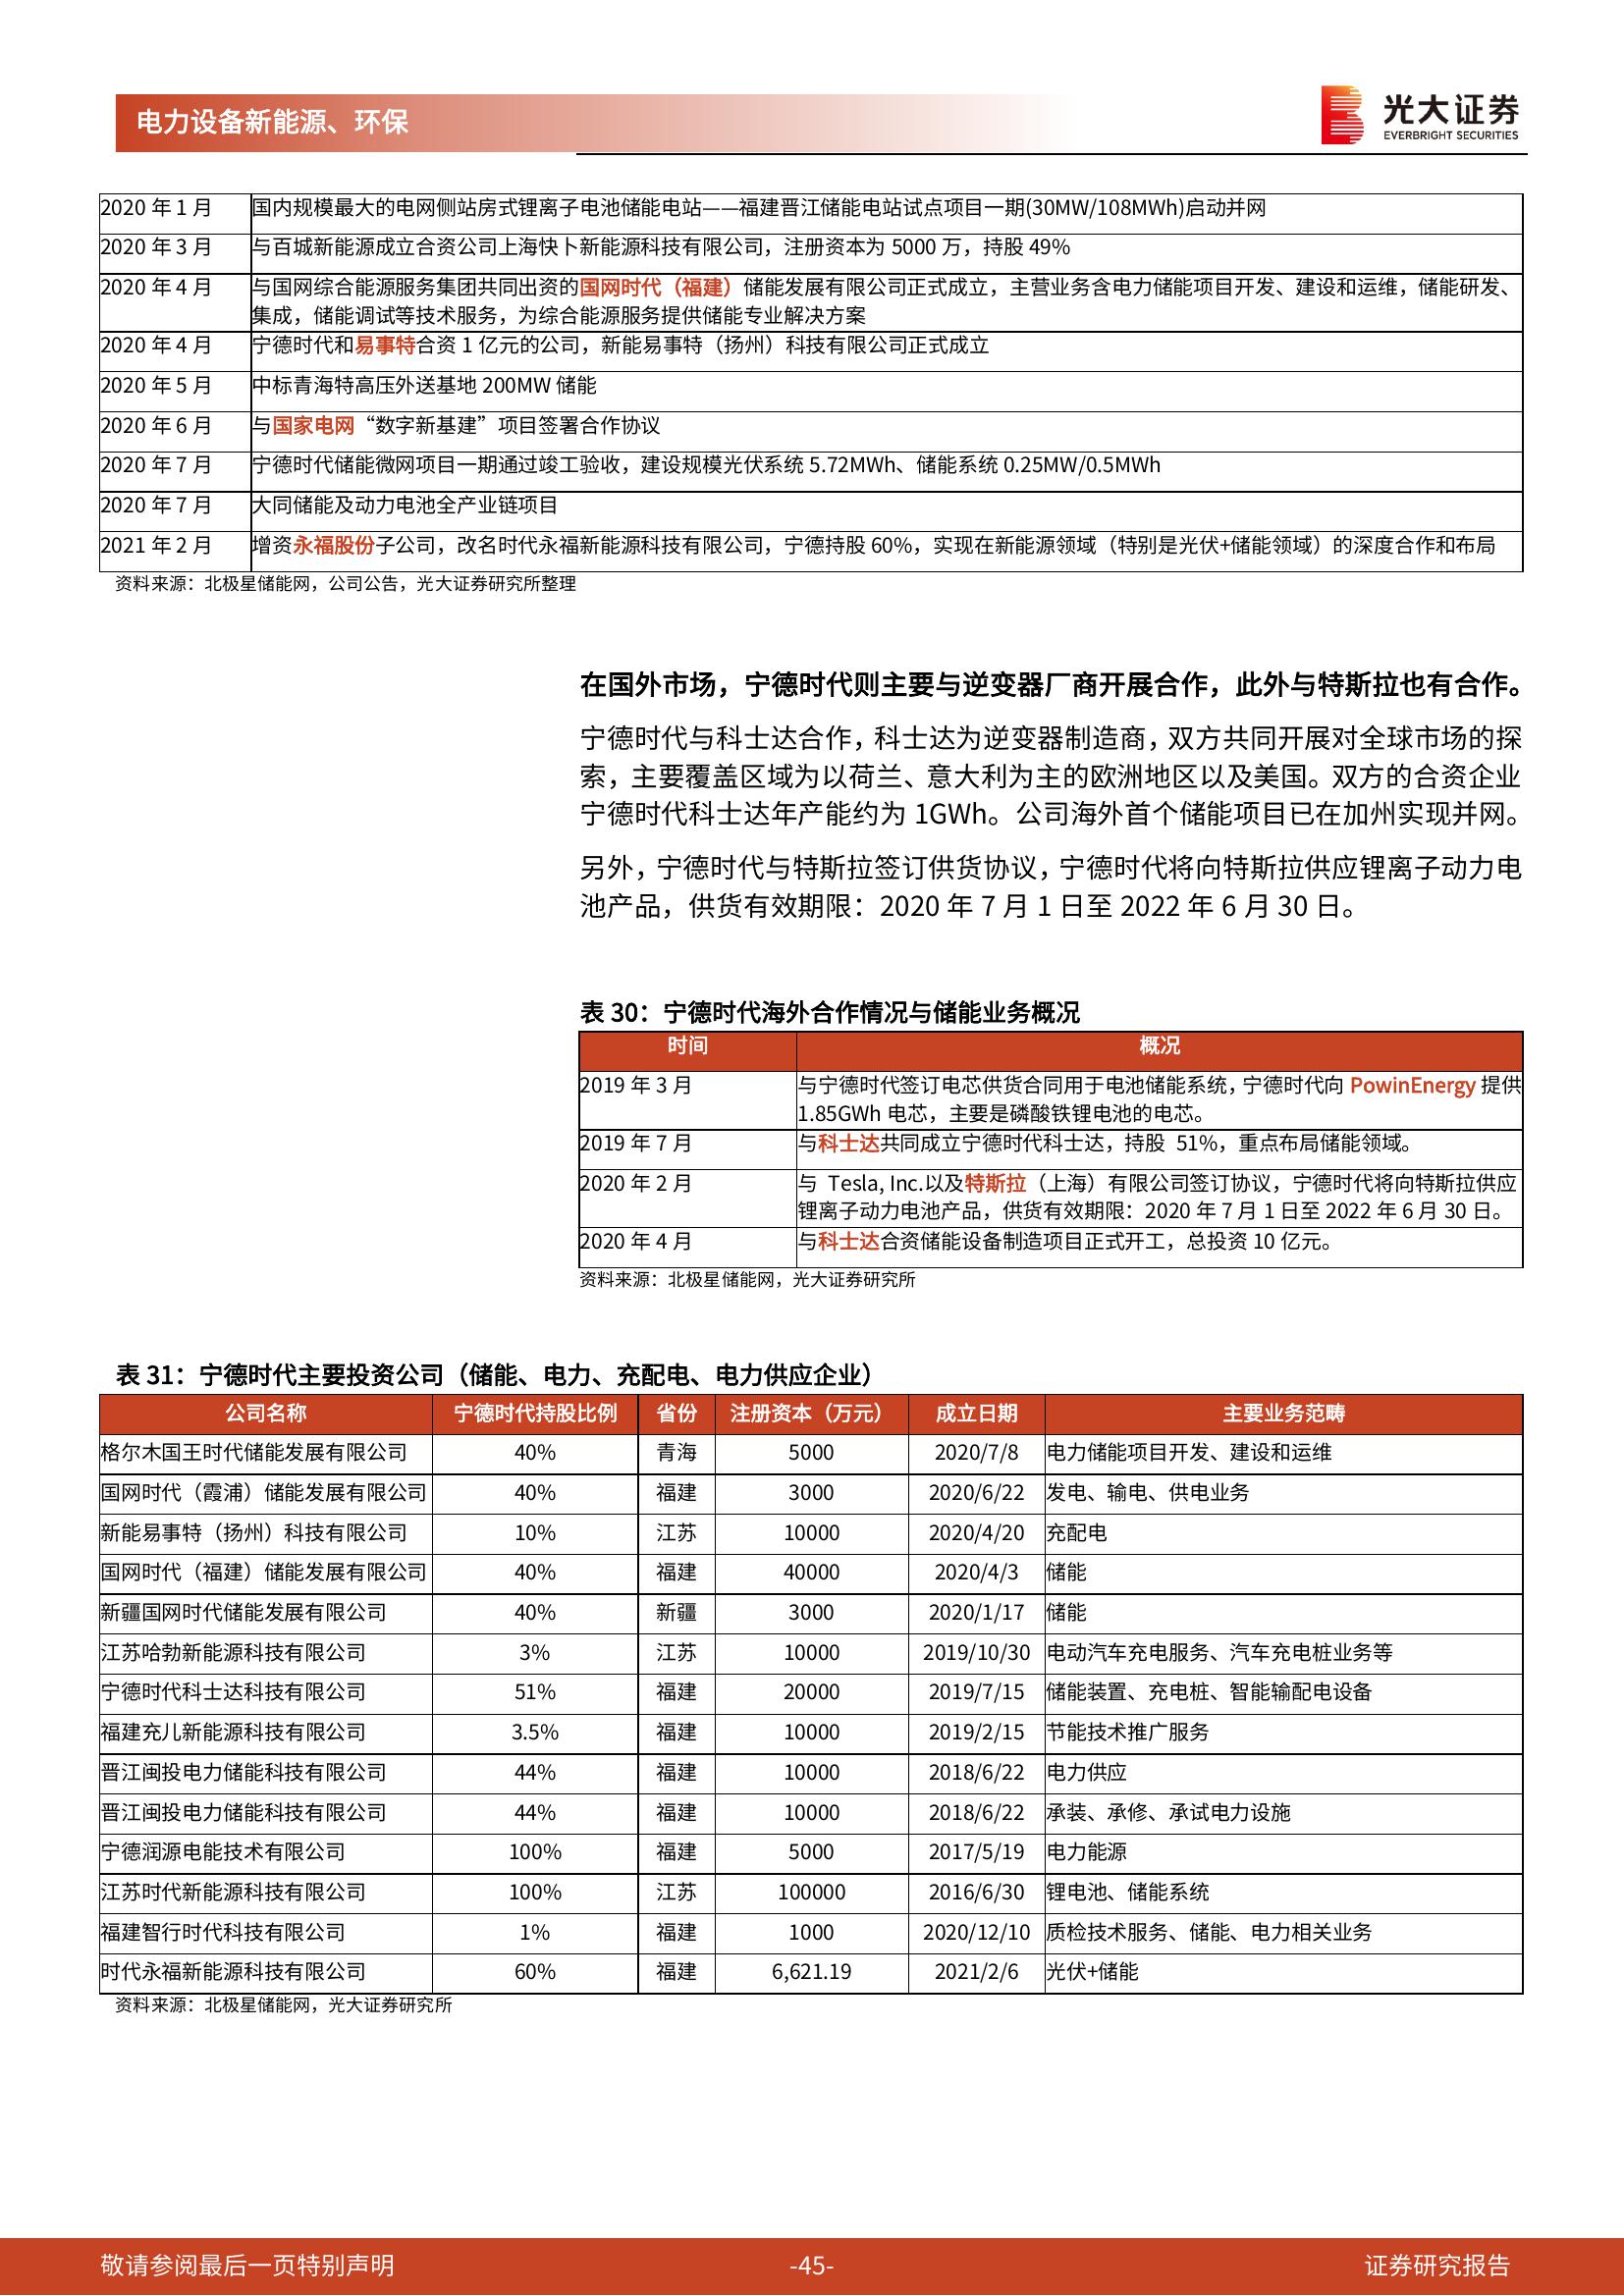 电力设备新能源、环保
光大证券
EVERBRIGHT SECURITIES
2020 年 1 月 国内规模最大的电网侧站房式锂离子电池储能电站——福建晋江储能电站试点项目一期(30MW/108MWh)启动并网
2020 年 3 月 与百城新能源成立合资公司上海快卜新能源科技有限公司，注册资本为 5000 万，持股 49%
2020 年 4 月 与国网综合能源服务集团共同出资的国网时代（福建）储能发展有限公司正式成立，主营业务含电力储能项目开发、建设和运维，储能研发、
集成，储能调试等技术服务，为综合能源服务提供储能专业解决方案
2020 年 4 月 宁德时代和易事特合资 1 亿元的公司，新能易事特（扬州）科技有限公司正式成立
2020 年 5 月 中标青海特高压外送基地 200MW 储能
2020 年 6 月 与国家电网“数字新基建”项目签署合作协议
2020 年 7 月 宁德时代储能微网项目一期通过竣工验收，建设规模光伏系统 5.72MWh、储能系统 0.25MW/0.5MWh
2020 年 7 月 大同储能及动力电池全产业链项目
2021 年 2 月 增资永福股份子公司，改名时代永福新能源科技有限公司，宁德持股 60%，实现在新能源领域（特别是光伏+储能领域）的深度合作和布局
资料来源：北极星储能网，公司公告，光大证券研究所整理
在国外市场，宁德时代则主要与逆变器厂商开展合作，此外与特斯拉也有合作。
宁德时代与科士达合作，科士达为逆变器制造商，双方共同开展对全球市场的探
索，主要覆盖区域为以荷兰、意大利为主的欧洲地区以及美国。双方的合资企业
宁德时代科士达年产能约为 1GWh。公司海外首个储能项目已在加州实现并网。
另外，宁德时代与特斯拉签订供货协议，宁德时代将向特斯拉供应锂离子动力电
池产品，供货有效期限：2020 年 7 月 1 日至 2022 年 6 月 30 日。
表 30：宁德时代海外合作情况与储能业务概况
时间 概况
2019 年 3 月 与宁德时代签订电芯供货合同用于电池储能系统，宁德时代向 PowinEnergy 提供
1.85GWh 电芯，主要是磷酸铁锂电池的电芯。
2019 年 7 月 与科士达共同成立宁德时代科士达，持股 51%，重点布局储能领域。
2020 年 2 月 与 Tesla, Inc.以及特斯拉（上海）有限公司签订协议，宁德时代将向特斯拉供应
锂离子动力电池产品，供货有效期限：2020 年 7 月 1 日至 2022 年 6 月 30 日。
2020 年 4 月 与科士达合资储能设备制造项目正式开工，总投资 10 亿元。
资料来源：北极星储能网，光大证券研究所
表 31：宁德时代主要投资公司（储能、电力、充配电、电力供应企业）
公司名称 宁德时代持股比例 省份 注册资本（万元） 成立日期 主要业务范畴
格尔木国王时代储能发展有限公司 40% 青海 5000 2020/7/8 电力储能项目开发、建设和运维
国网时代（霞浦）储能发展有限公司 40% 福建 3000 2020/6/22 发电、输电、供电业务
新能易事特（扬州）科技有限公司 10% 江苏 10000 2020/4/20 充配电
国网时代（福建）储能发展有限公司 40% 福建 40000 2020/4/3 储能
新疆国网时代储能发展有限公司 40% 新疆 3000 2020/1/17 储能
江苏哈勃新能源科技有限公司 3% 江苏 10000 2019/10/30 电动汽车充电服务、汽车充电桩业务等
宁德时代科士达科技有限公司 51% 福建 20000 2019/7/15 储能装置、充电桩、智能输配电设备
福建充儿新能源科技有限公司 3.5% 福建 10000 2019/2/15 节能技术推广服务
晋江闽投电力储能科技有限公司 44% 福建 10000 2018/6/22 电力供应
晋江闽投电力储能科技有限公司 44% 福建 10000 2018/6/22 承装、承修、承试电力设施
宁德润源电能技术有限公司 100% 福建 5000 2017/5/19 电力能源
江苏时代新能源科技有限公司 100% 江苏 100000 2016/6/30 锂电池、储能系统
福建智行时代科技有限公司 1% 福建 1000 2020/12/10 质检技术服务、储能、电力相关业务
时代永福新能源科技有限公司 60% 福建 6,621.19 2021/2/6 光伏+储能
资料来源：北极星储能网，光大证券研究所
敬请参阅最后一页特别声明 -45- 证券研究报告